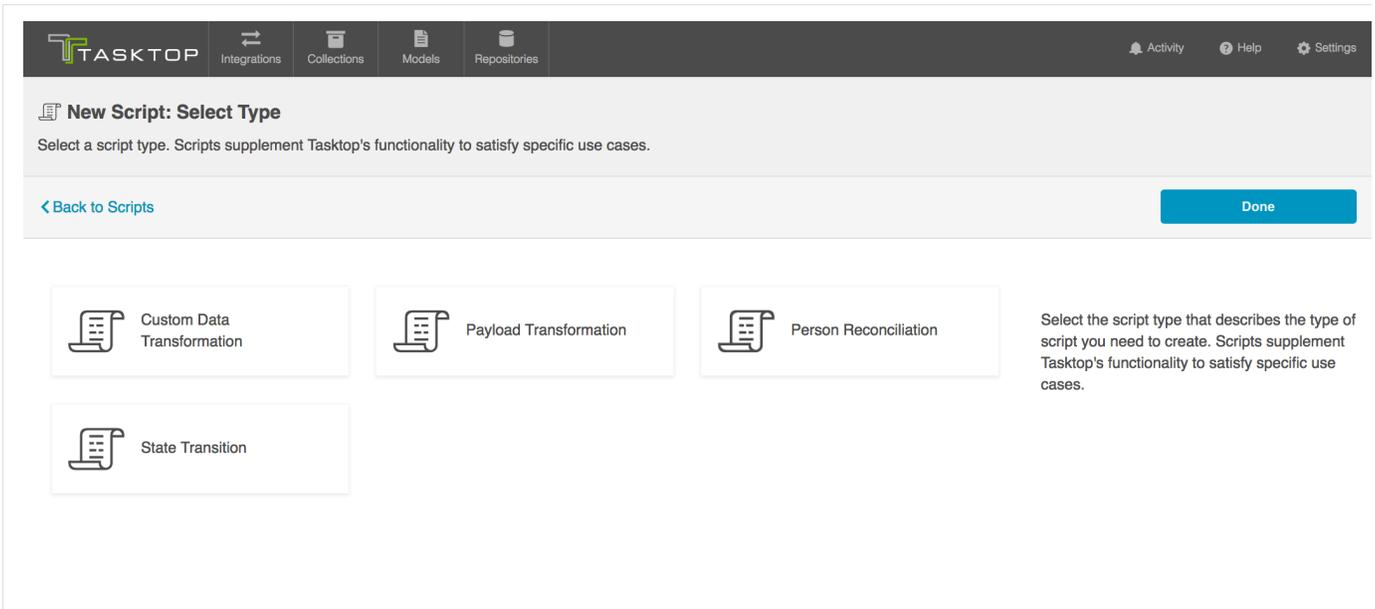 TASKTOP
Integrations
Collections
Models
Repositories
Activity
Help
Settings
New Script: Select Type
Select a script type. Scripts supplement Tasktop's functionality to satisfy specific use cases.
Back to Scripts
Done
Custom Data
Transformation
Payload Transformation
Person Reconciliation
Select the script type that describes the type of
script you need to create. Scripts supplement
Tasktop's functionality to satisfy specific use
cases.
State Transition